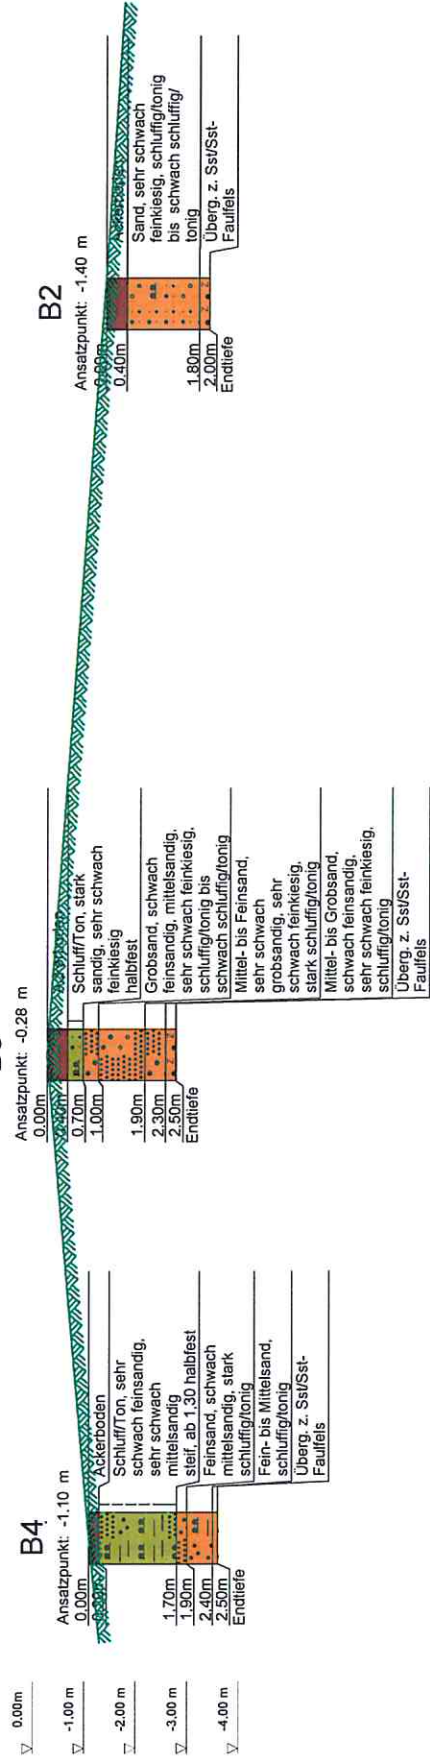 0.00m
-1.00 m
-2.00 m
-3.00 m
-4.00 m
B4
Ansatzpunkt: -1.10 m
0.00m
1.70m
1.90m
2.40m
2.50m
Endtiefe
Ackerboden
Schluff/Ton, sehr
schwach feinsandig,
sehr schwach
mittelsandig
steif, ab 1,30 halbfest
Feinsand, schwach
mittelsandig, stark
schluffig/tonig
Fein- bis Mittelsand,
schluffig/tonig
Überg. z. Sst/Sst-
Faulfels
Ansatzpunkt: -0.28 m
0.00m
0.40m
0.70m
1.00m
1.90m
2.30m
2.50m
Endtiefe
Schluff/Ton, stark
sandig, sehr schwach
feinkiesig
halbfest
Grobsand, schwach
feinsandig, mittelsandig,
sehr schwach feinkiesig,
schluffig/tonig bis
schwach schluffig/tonig
Mittel- bis Feinsand,
sehr schwach
grobsandig, sehr
schwach feinkiesig,
stark schluffig/tonig
Mittel- bis Grobsand,
schwach feinsandig,
sehr schwach feinkiesig,
schluffig/tonig
Überg. z. Sst/Sst-
Faulfels
B2
Ansatzpunkt: -1.40 m
0.00m
0.40m
1.80m
2.00m
Endtiefe
Ackerboden
Sand, sehr schwach
feinkiesig, schluffig/tonig
bis schwach schluffig/
tonig
Überg. z. Sst/Sst-
Faulfels